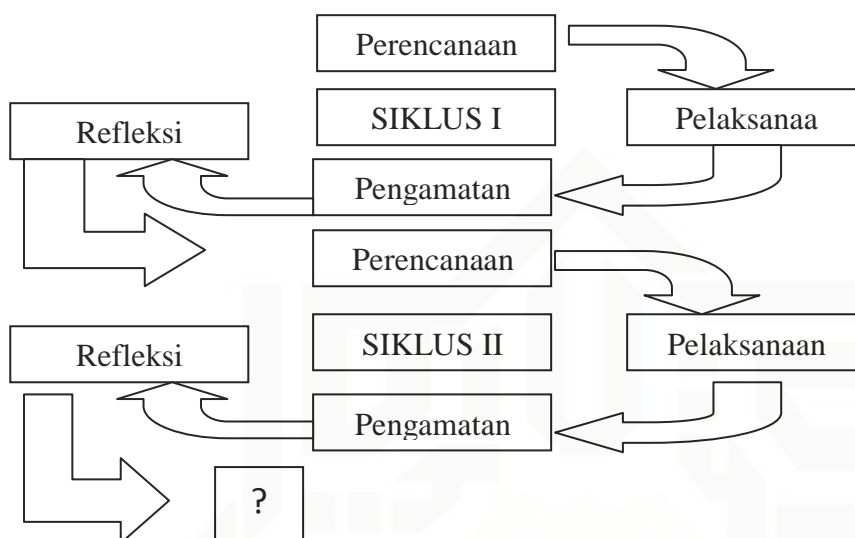 Perencanaan
Refleksi
SIKLUS I
Pelaksanaa
Pengamatan
Perencanaan
Refleksi
SIKLUS II
Pelaksanaan
Pengamatan
?